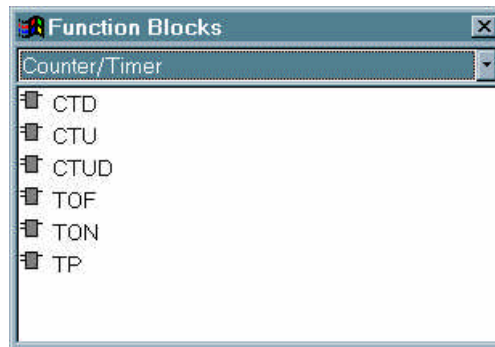 Function Blocks
Counter/Timer
CTD
CTU
CTUD
TOF
TON
TP